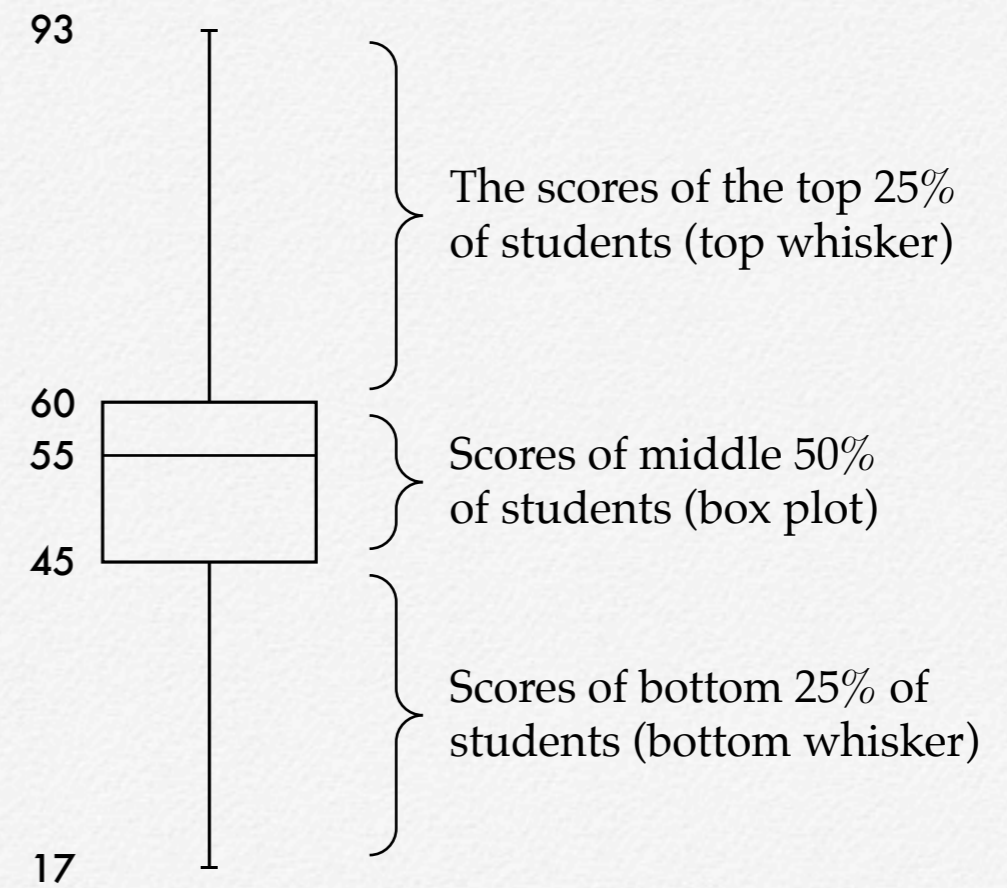 93
The scores of the top 25%
of students (top whisker)
60
55
Scores of middle 50%
of students (box plot)
45
Scores of bottom 25% of
students (bottom whisker)
17